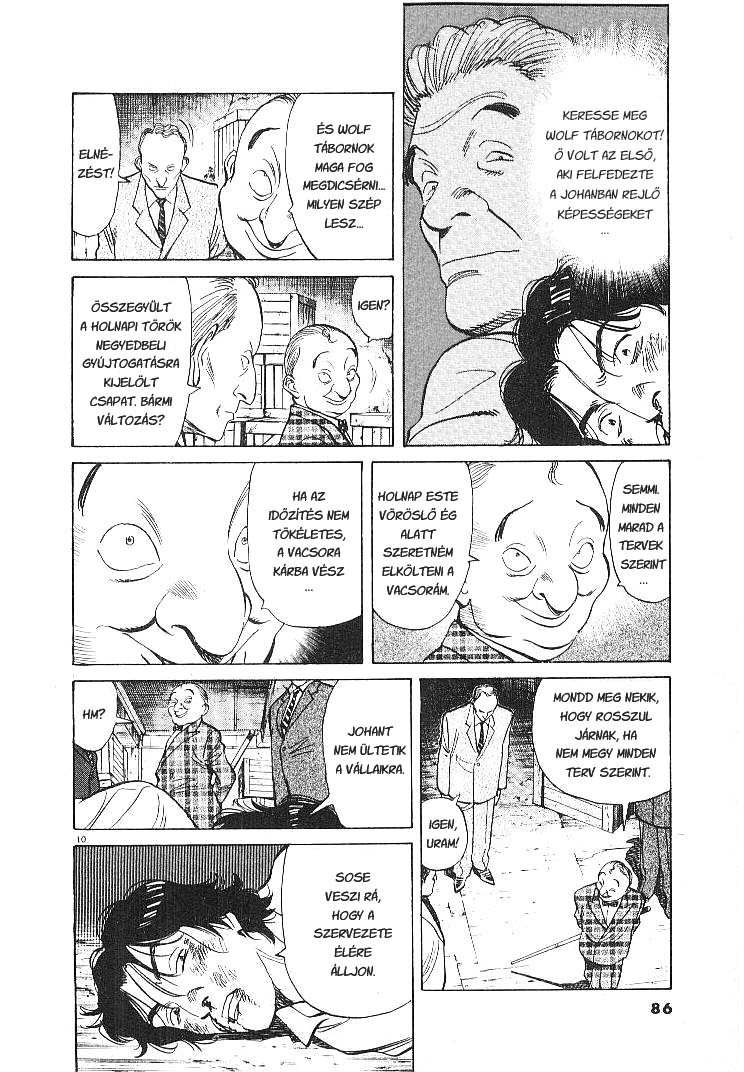 KERESSE MEG
WOLF TÁBORNOKOT!
Ő VOLT AZ ELSŐ,
AKI FELFEDEZTE
A JOHANBAN REJLŐ
KÉPESSÉGEKET
...
ÉS WOLF
TÁBORNOK
MAGA FOG
MEGDICSÉRNI...
MILYEN SZÉP
LESZ...
ELNÉ-
ZÉST!
IGEN?
ÖSSZEGYŰLT
A HOLNAPI TÖRÖK
NEGYEDBELI
GYÚJTOGATÁSRA
KIJELÖLT
CSAPAT. BÁRMI
VÁLTOZÁS?
SEMMI.
MINDEN
MARAD A
TERVEK
SZERINT
...
HOLNAP ESTE
VÖRÖSLŐ ÉG
ALATT
SZERETNÉM
ELKÖLTENI A
VACSORÁM.
HA AZ
IDŐZÍTÉS NEM
TÖKÉLETES,
A VACSORA
KÁRBA VÉSZ
...
MONDD MEG NEKIK,
HOGY ROSSZUL
JÁRNAK, HA
NEM MEGY MINDEN
TERV SZERINT.
IGEN,
URAM!
JOHANT
NEM ÜLTETIK
A VÁLLAIKRA.
HM?
10
SOSE
VESZI RÁ,
HOGY A
SZERVEZETE
ÉLÉRE
ÁLLJON.
86